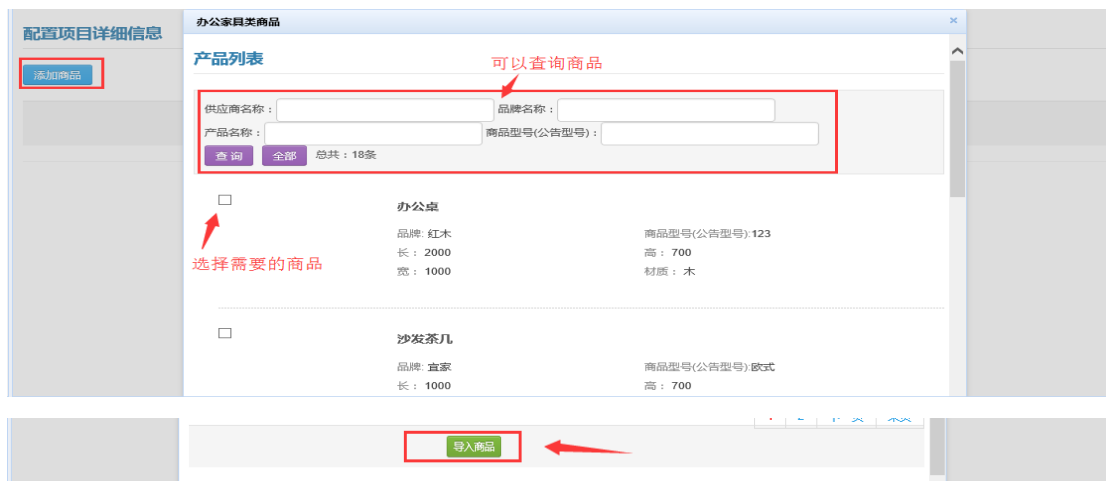 配置项目详细信息
添加商品
办公家具类商品 ×
产品列表
可以查询商品
供应商名称： 品牌名称：
产品名称： 商品型号(公告型号)：
查询 全部 总共：18条
办公桌
品牌: 红木 商品型号(公告型号):123
长： 2000 高： 700
宽： 1000 材质： 木
选择需要的商品
沙发茶几
品牌: 宜家 商品型号(公告型号):欧式
长： 1000 高： 700
导入商品